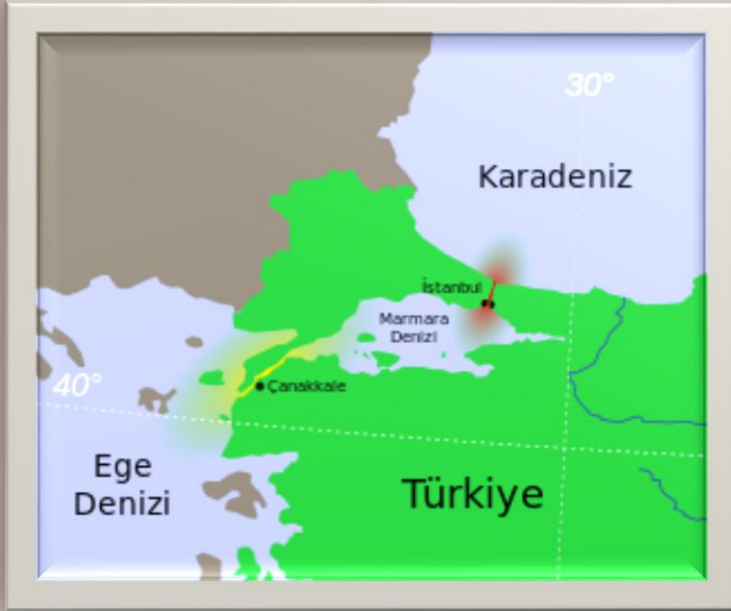 30°
Karadeniz
İstanbul
Marmara
Denizi
40°
Çanakkale
Ege
Denizi
Türkiye